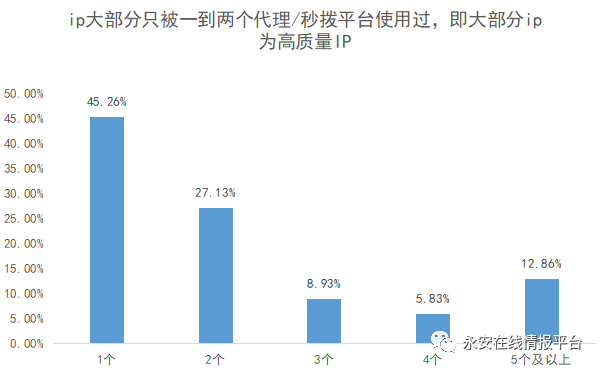 ip大部分只被一到两个代理/秒拨平台使用过，即大部分ip
为高质量IP
50.00%
45.00%
40.00%
35.00%
30.00%
25.00%
20.00%
15.00%
10.00%
5.00%
0.00%
45.26%
27.13%
8.93%
5.83%
12.86%
1个
2个
3个
4个
5个及以上
永安在线情报平台